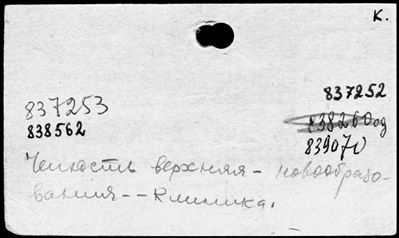 К.
837253
838562
837252
839070
Челюсть верхняя - новообразо-
вания -- Клиника.